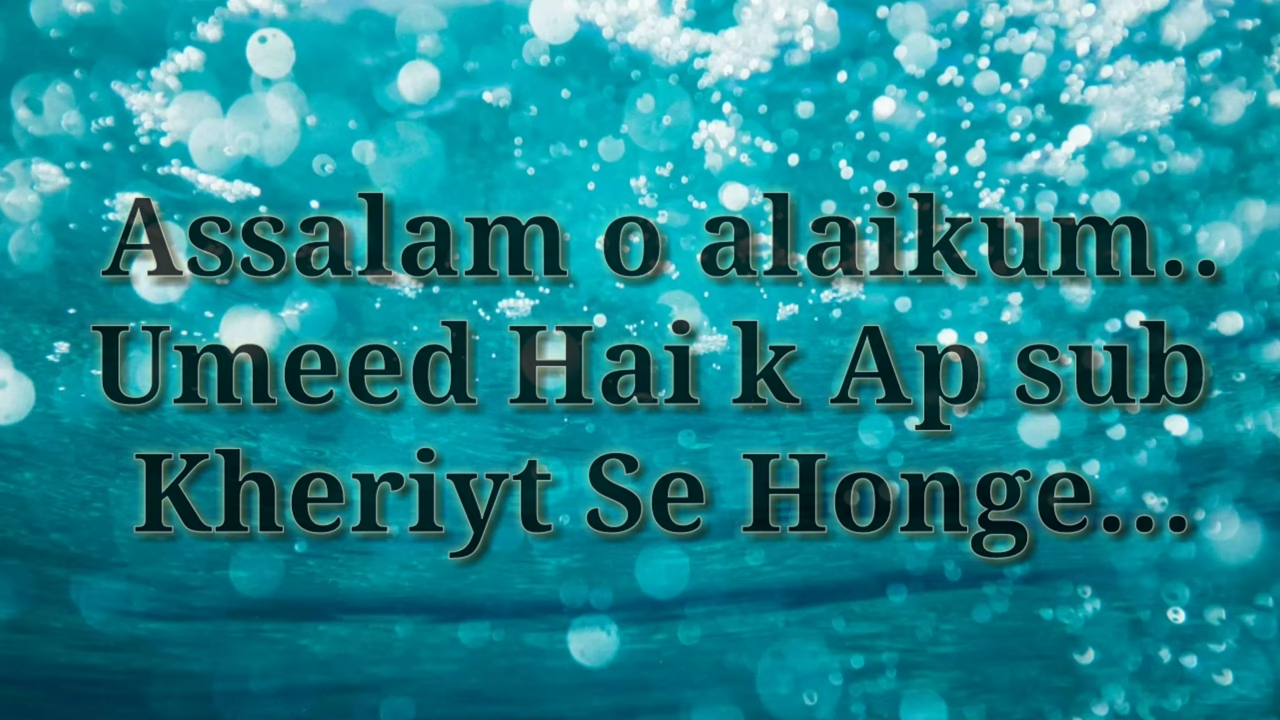 Assalam o alaikum..
Umeed Hai k Ap sub
Kheriyt Se Honge...